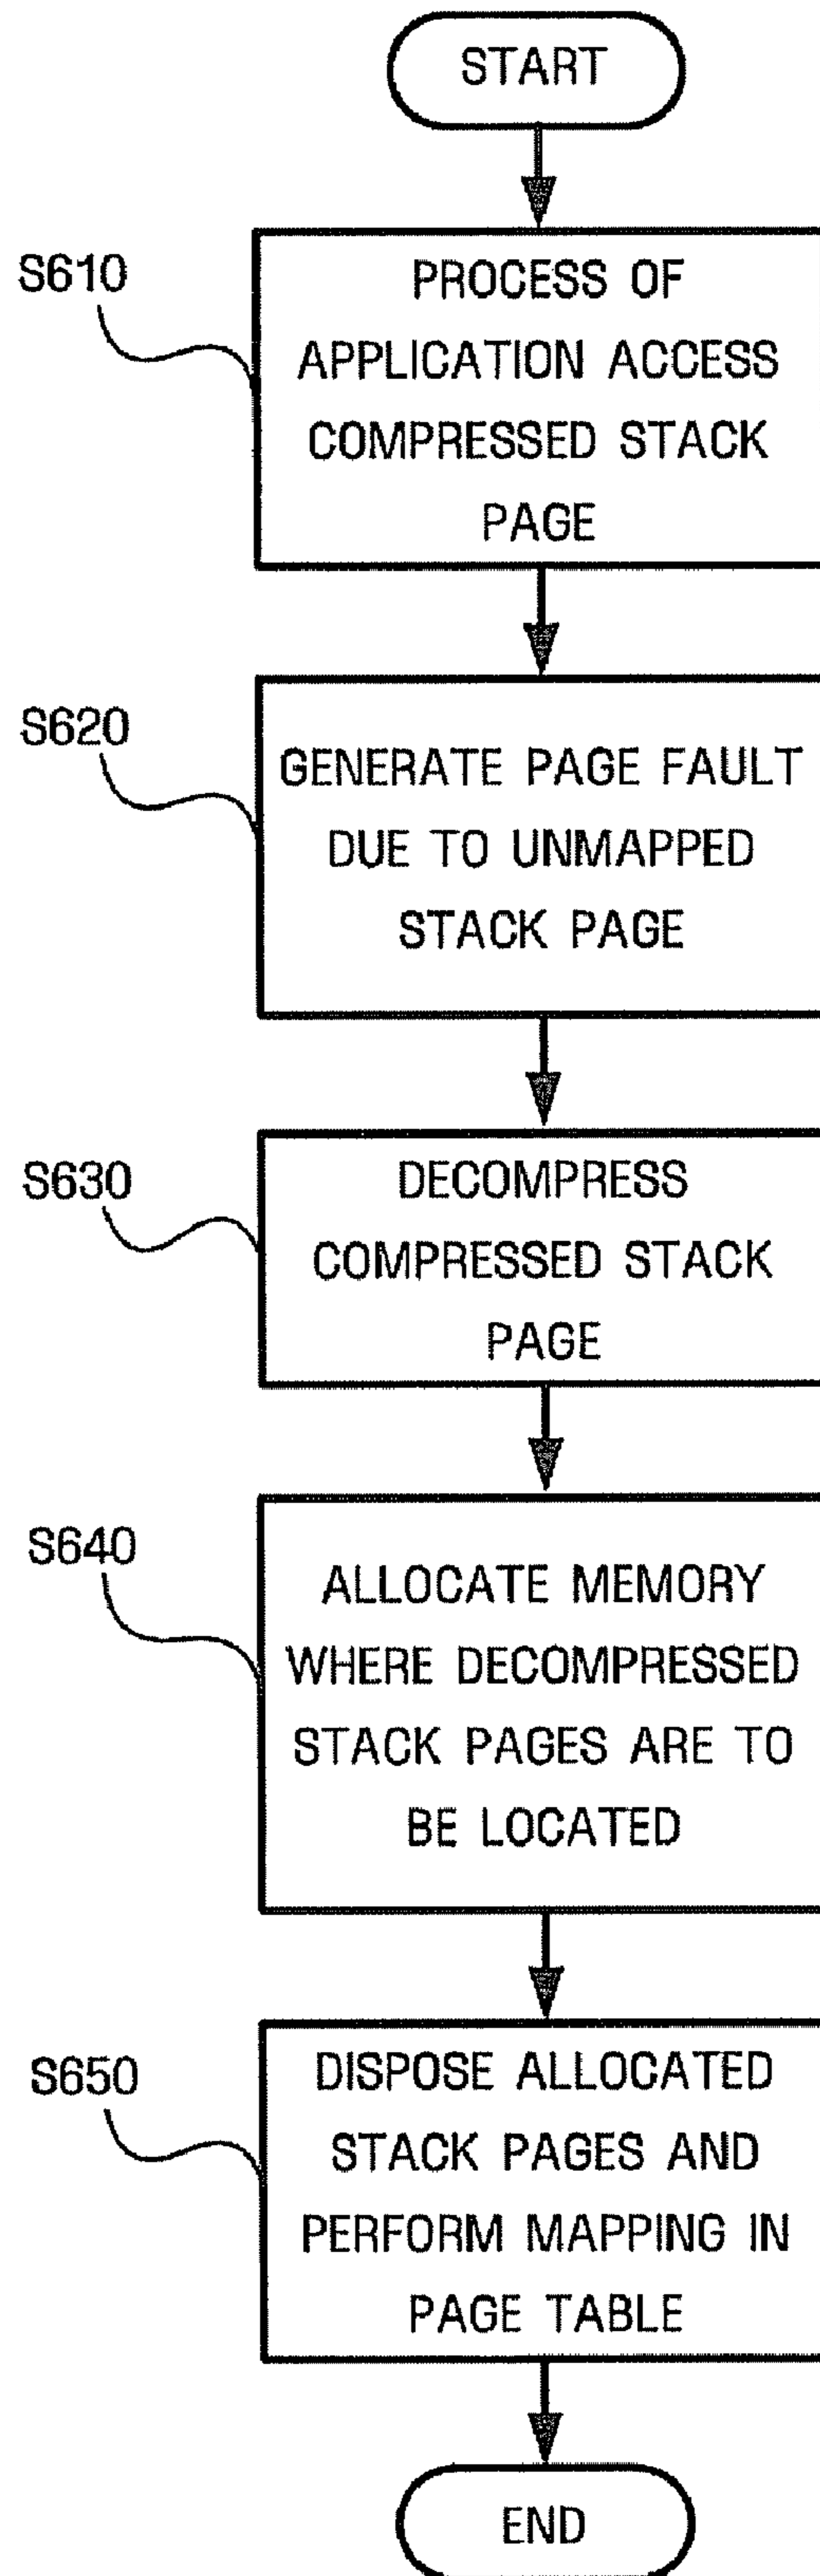 START
S610
PROCESS OF
APPLICATION ACCESS
COMPRESSED STACK
PAGE
S620
GENERATE PAGE FAULT
DUE TO UNMAPPED
STACK PAGE
S630
DECOMPRESS
COMPRESSED STACK
PAGE
S640
ALLOCATE MEMORY
WHERE DECOMPRESSED
STACK PAGES ARE TO
BE LOCATED
S650
DISPOSE ALLOCATED
STACK PAGES AND
PERFORM MAPPING IN
PAGE TABLE
END